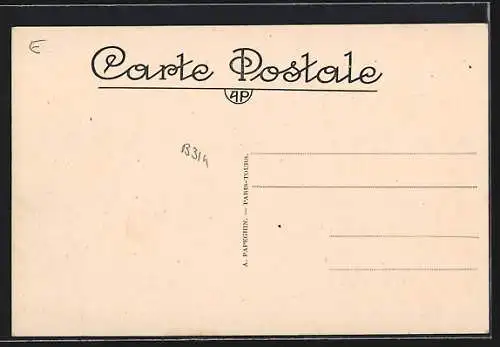 E
Carte Postale
AP
B314
A. PAPEGHIN. — PARIS-TOURS.